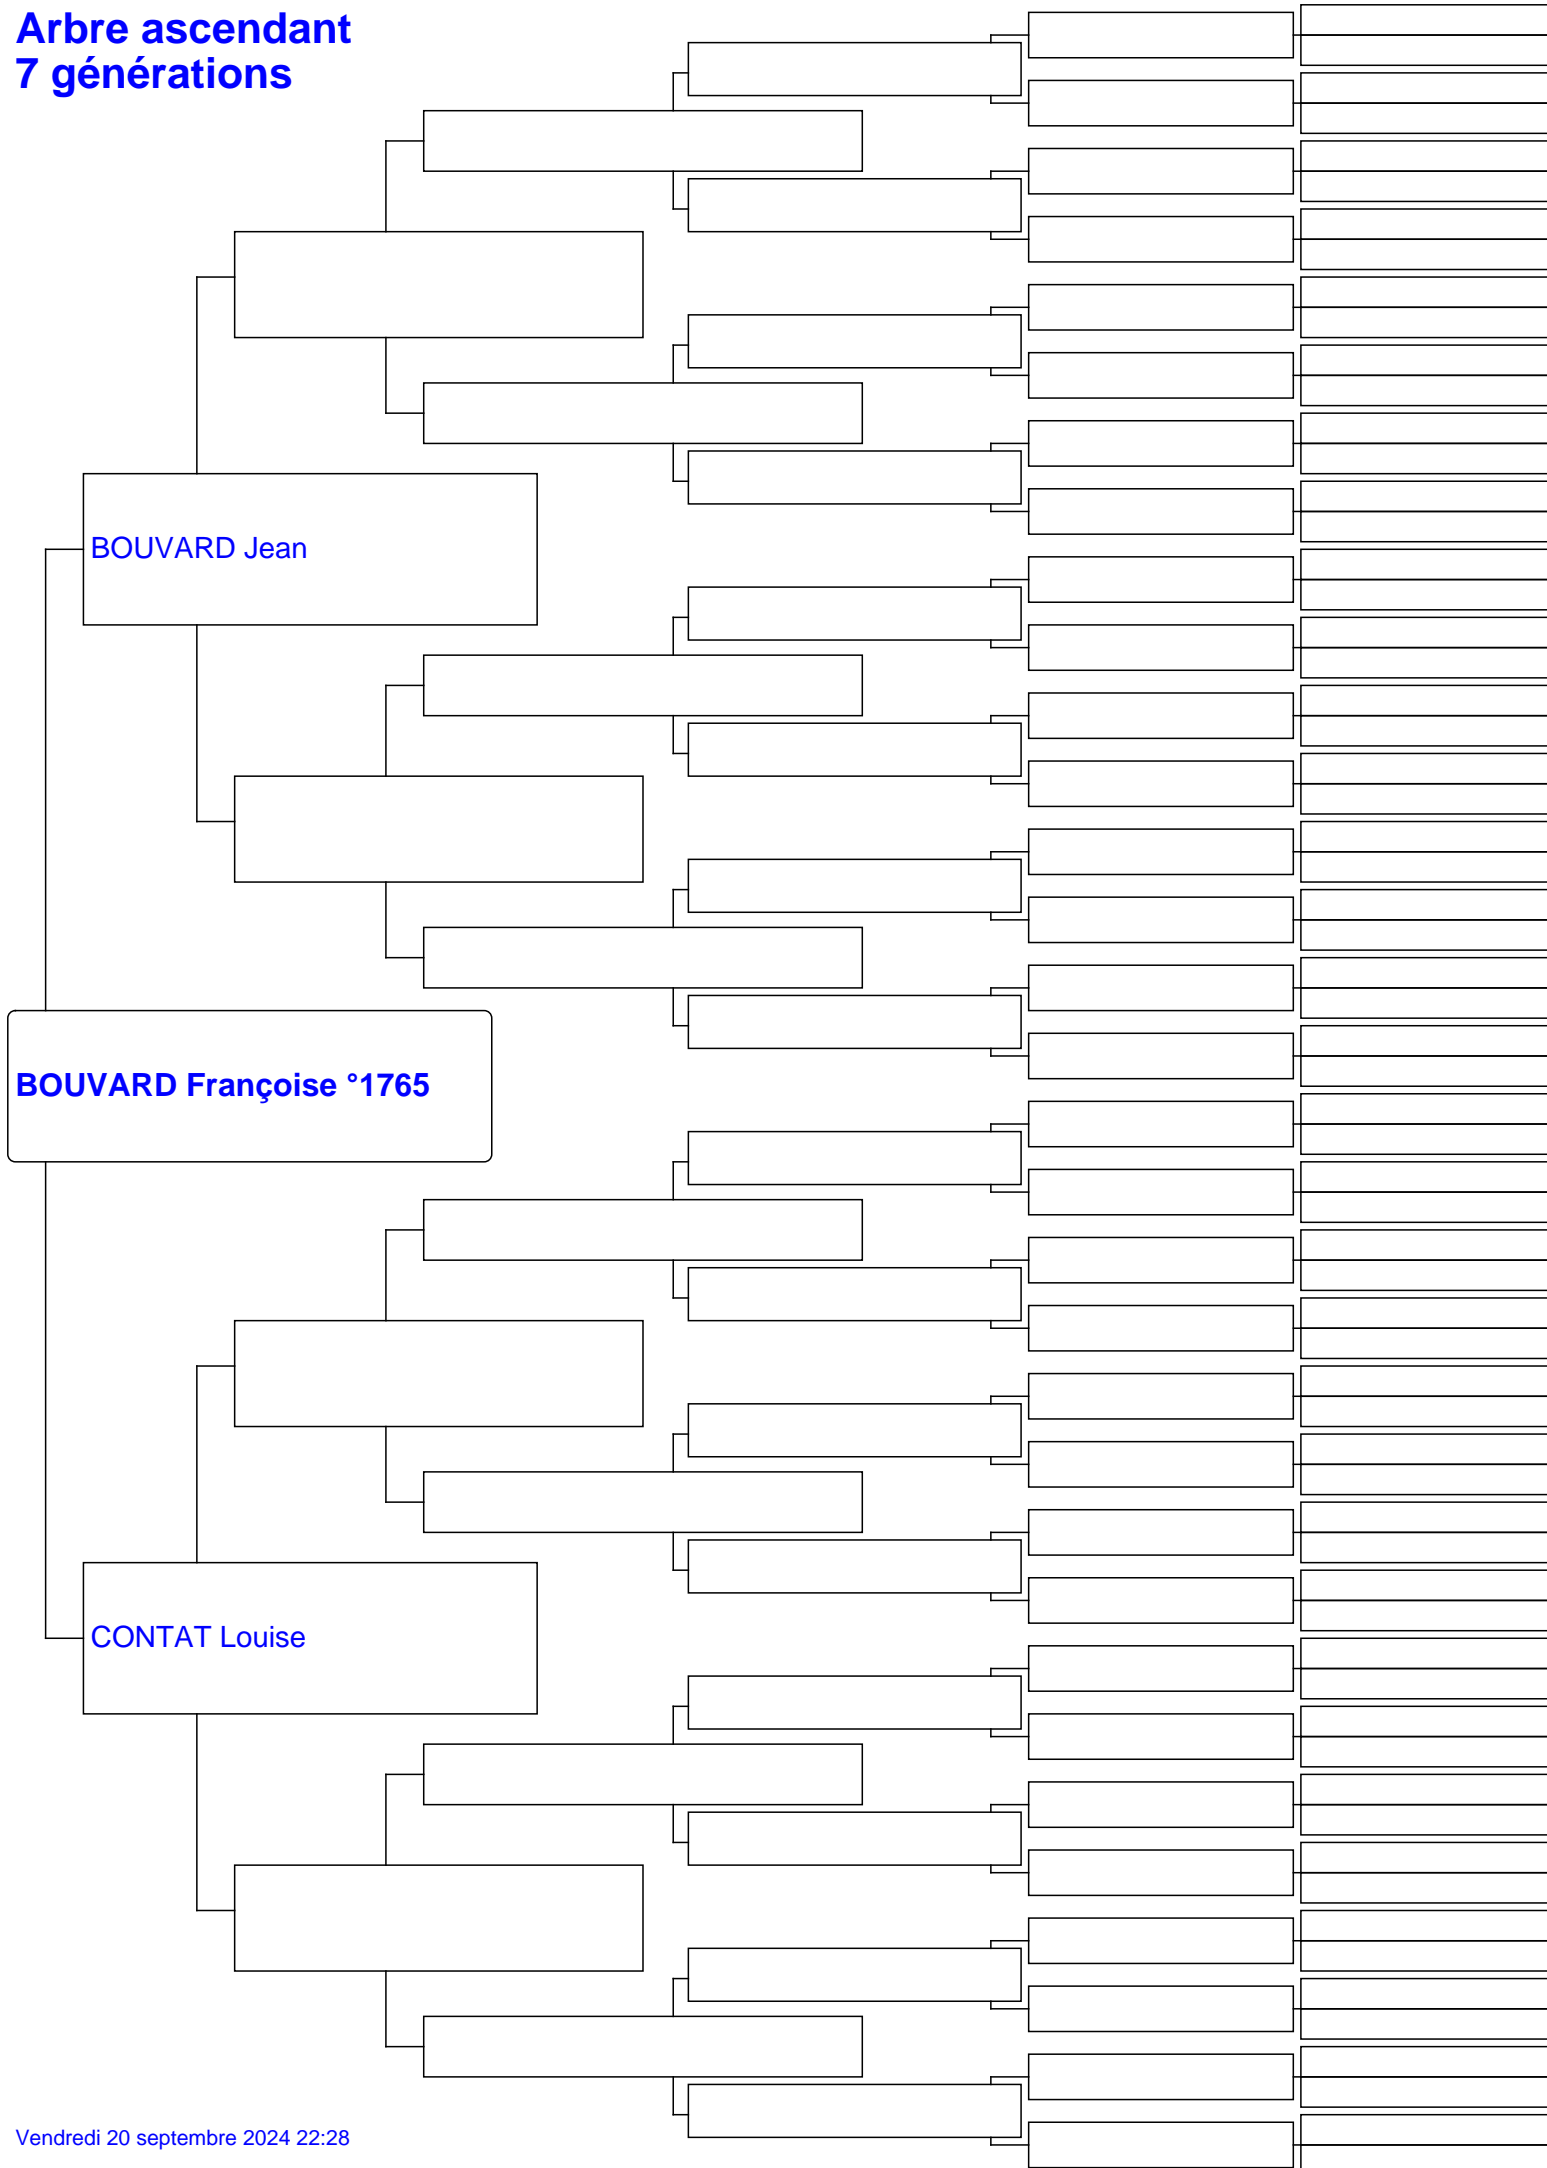 Arbre ascendant
7 générations
BOUVARD Jean
BOUVARD Françoise °1765
CONTAT Louise
Vendredi 20 septembre 2024 22:28